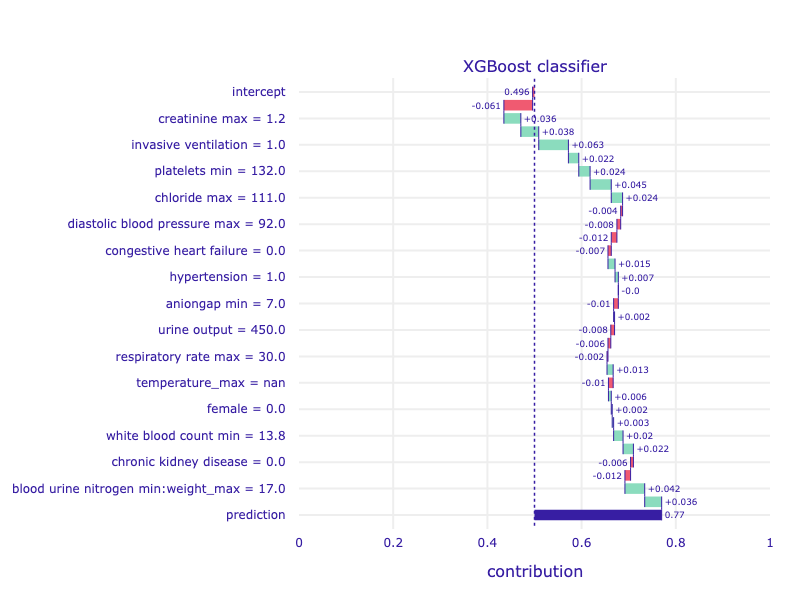 XGBoost classifier
intercept
0.496
-0.061
creatinine max = 1.2
+0.036
+0.038
invasive ventilation = 1.0
+0.063
+0.022
platelets min = 132.0
+0.024
+0.045
chloride max = 111.0
+0.024
-0.004
diastolic blood pressure max = 92.0
-0.008
-0.012
congestive heart failure = 0.0
-0.007
+0.015
hypertension = 1.0
+0.007
-0.0
aniongap min = 7.0
-0.01
+0.002
urine output = 450.0
-0.008
-0.006
respiratory rate max = 30.0
-0.002
+0.013
temperature_max = nan
-0.01
+0.006
female = 0.0
+0.002
+0.003
white blood count min = 13.8
+0.02
+0.022
chronic kidney disease = 0.0
-0.006
-0.012
blood urine nitrogen min:weight_max = 17.0
+0.042
+0.036
prediction
0.77
0 0.2 0.4 0.6 0.8 1
contribution